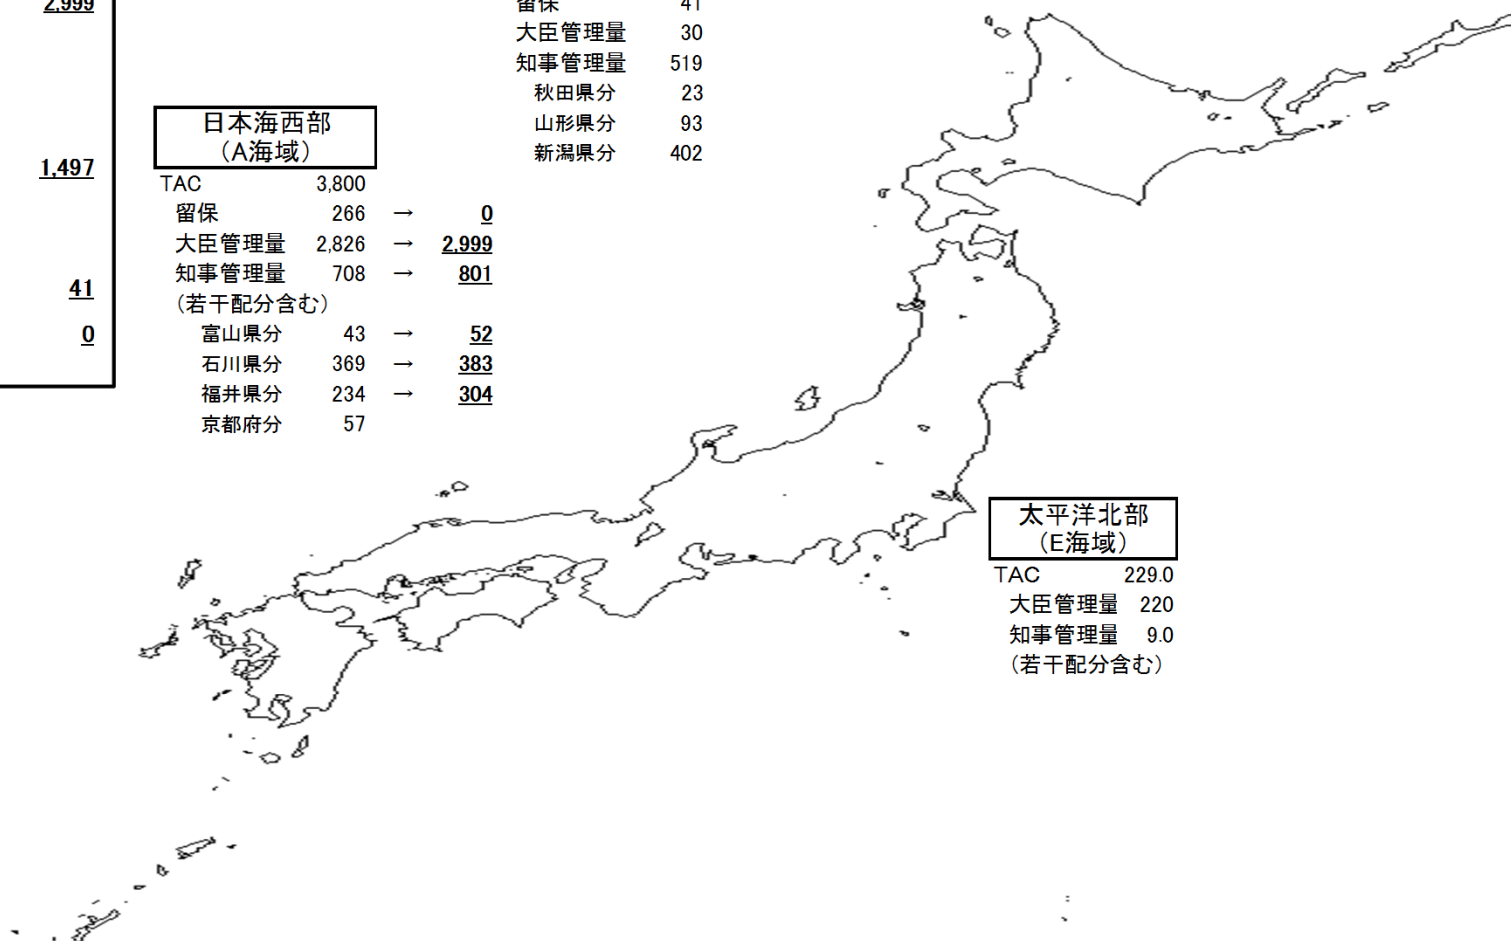 2,999
1,497
41
0
留保 41
大臣管理量 30
知事管理量 519
秋田県分 23
山形県分 93
新潟県分 402
日本海西部
（A海域）
TAC 3,800
留保 266 → 0
大臣管理量 2,826 → 2,999
知事管理量 708 → 801
（若干配分含む）
富山県分 43 → 52
石川県分 369 → 383
福井県分 234 → 304
京都府分 57
太平洋北部
（E海域）
TAC 229.0
大臣管理量 220
知事管理量 9.0
（若干配分含む）